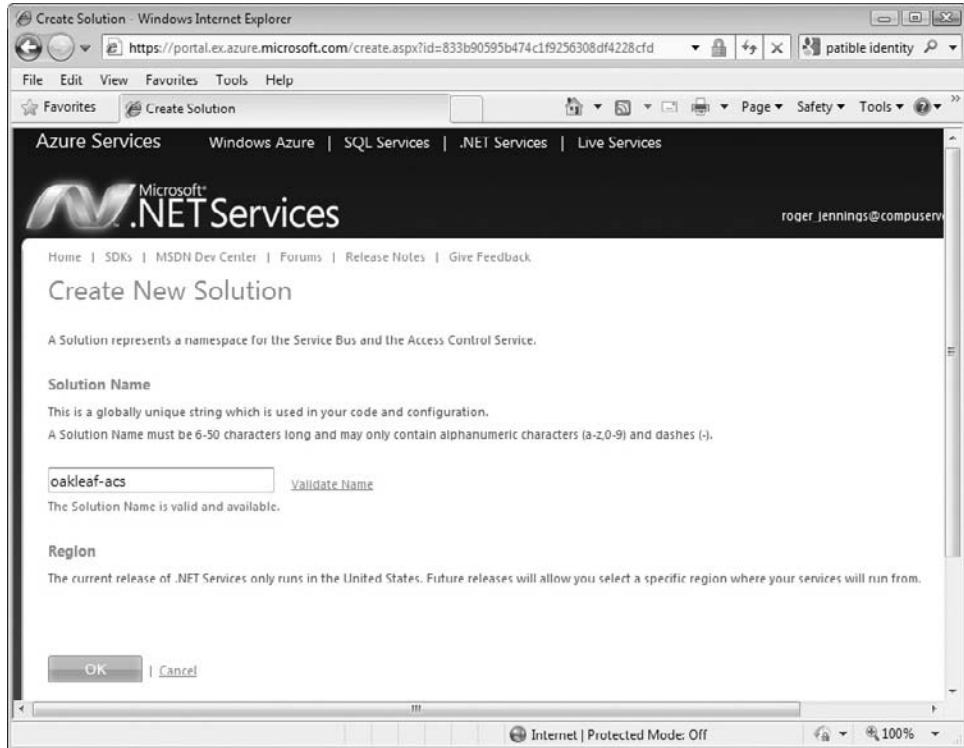 Create Solution - Windows Internet Explorer
https://portal.ex.azure.microsoft.com/create.aspx?id=833b90595b474c1f9256308df4228cfd
patible identity
File Edit View Favorites Tools Help
Favorites
Create Solution
Page Safety Tools
Azure Services
Windows Azure | SQL Services | .NET Services | Live Services
Microsoft®
.NET Services
roger_jennings@compuserv
Home | SDKs | MSDN Dev Center | Forums | Release Notes | Give Feedback
Create New Solution
A Solution represents a namespace for the Service Bus and the Access Control Service.
Solution Name
This is a globally unique string which is used in your code and configuration.
A Solution Name must be 6-50 characters long and may only contain alphanumeric characters (a-z,0-9) and dashes (-).
oakleaf-acs
Validate Name
The Solution Name is valid and available.
Region
The current release of .NET Services only runs in the United States. Future releases will allow you select a specific region where your services will run from.
OK | Cancel
Internet | Protected Mode: Off
100%